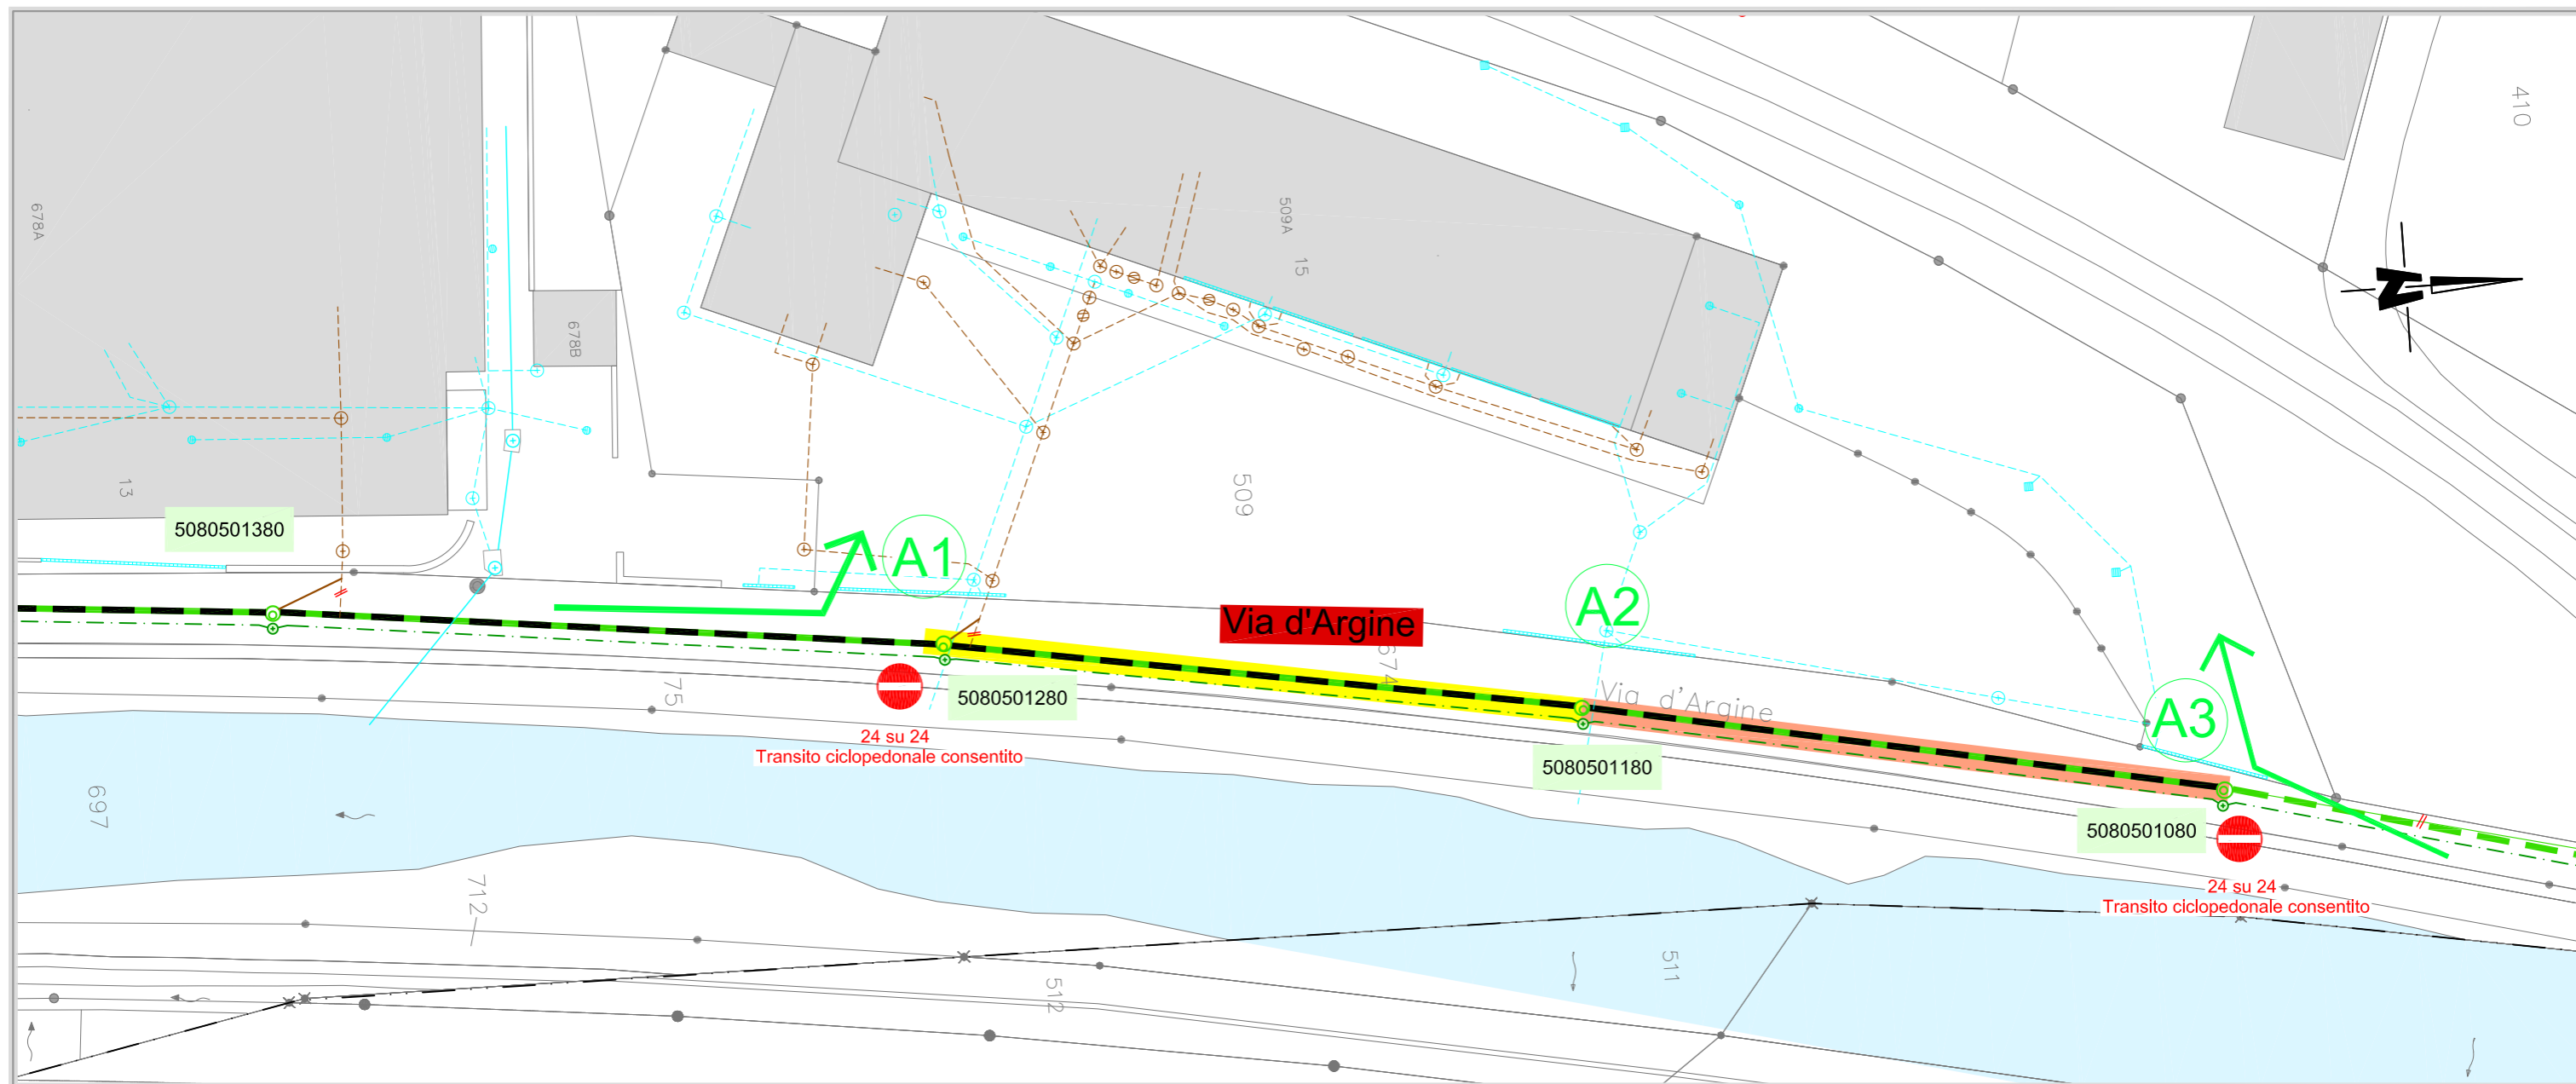 410
678A
509A
15
N
678B
13
509
5080501380
A1
A2
Via d'Argine
674
75
5080501280
Via d'Argine
A3
24 su 24
Transito ciclopedonale consentito
5080501180
697
5080501080
712
24 su 24
Transito ciclopedonale consentito
512
511